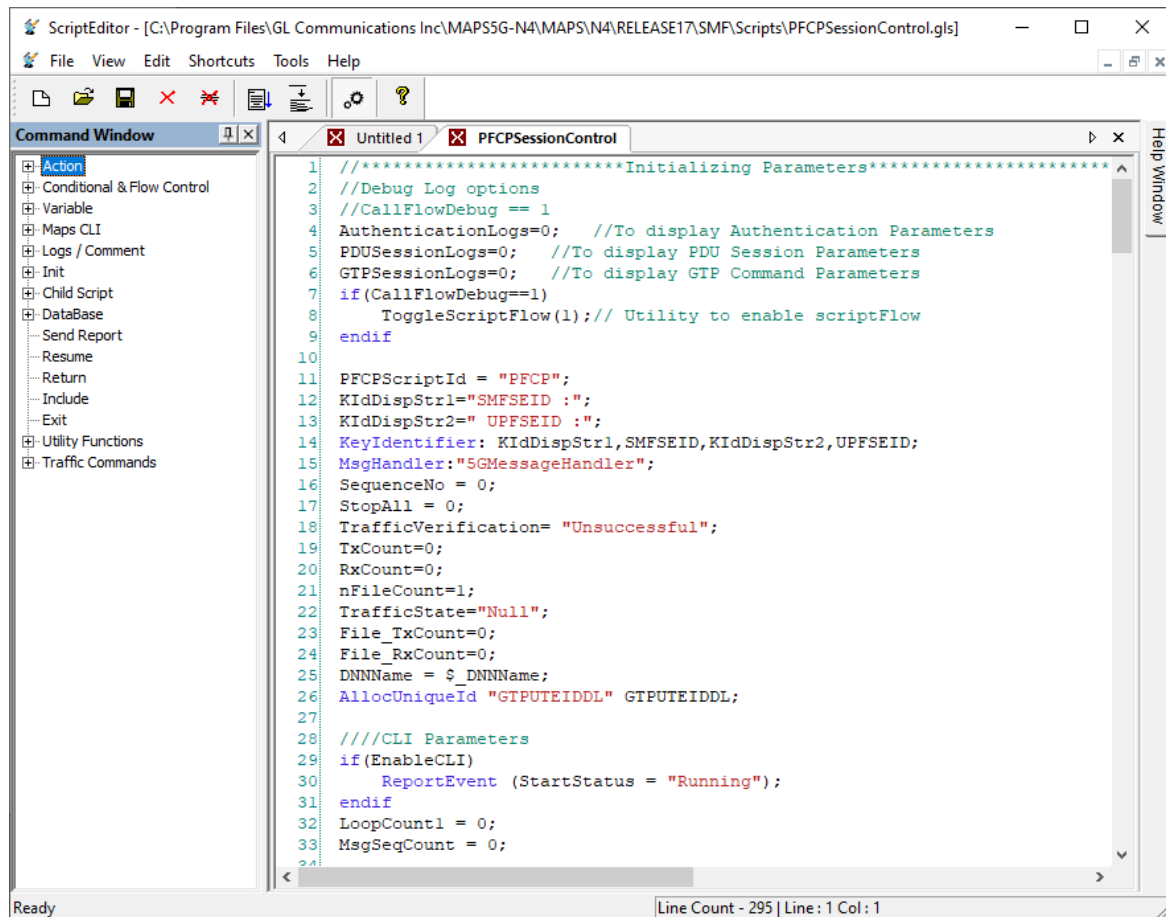 ScriptEditor - [C:\Program Files\GL Communications Inc\MAPS5G-N4\MAPS\N4\RELEASE17\SMF\Scripts\PFCPSessionControl.gls]
File View Edit Shortcuts Tools Help
Command Window
Action
Conditional & Flow Control
Variable
Maps CLI
Logs / Comment
Init
Child Script
DataBase
Send Report
Resume
Return
Include
Exit
Utility Functions
Traffic Commands
Untitled 1 PFCPSessionControl
1 //*************************Initializing Parameters***********************
2 //Debug Log options
3 //CallFlowDebug == 1
4 AuthenticationLogs=0; //To display Authentication Parameters
5 PDUSessionLogs=0; //To display PDU Session Parameters
6 GTPSessionLogs=0; //To display GTP Command Parameters
7 if(CallFlowDebug==1)
8 ToggleScriptFlow(1);// Utility to enable scriptFlow
9 endif
10
11 PFCPScriptId = "PFCP";
12 KIdDispStr1="SMFSEID :";
13 KIdDispStr2=" UPFSEID :";
14 KeyIdentifier: KIdDispStr1,SMFSEID,KIdDispStr2,UPFSEID;
15 MsgHandler:"5GMessageHandler";
16 SequenceNo = 0;
17 StopAll = 0;
18 TrafficVerification= "Unsuccessful";
19 TxCount=0;
20 RxCount=0;
21 nFileCount=1;
22 TrafficState="Null";
23 File_TxCount=0;
24 File_RxCount=0;
25 DNNName = $_DNNName;
26 AllocUniqueId "GTPUTEIDDL" GTPUTEIDDL;
27
28 ////CLI Parameters
29 if(EnableCLI)
30 ReportEvent (StartStatus = "Running");
31 endif
32 LoopCount1 = 0;
33 MsgSeqCount = 0;
34
Help Window
Ready
Line Count - 295 | Line : 1 Col : 1